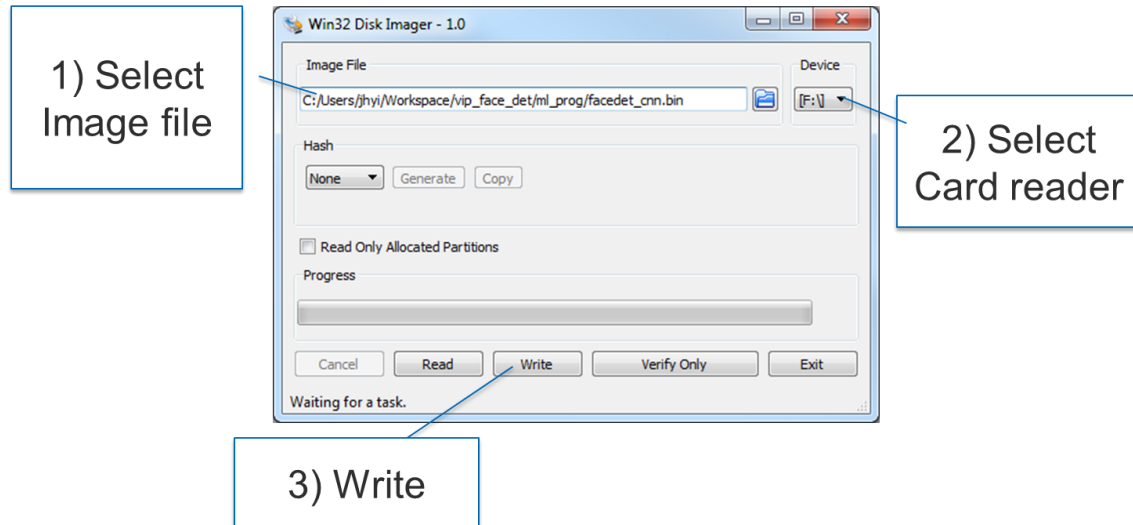 Win32 Disk Imager - 1.0
1) Select
Image file
Image File
Device
C:/Users/jhyi/Workspace/vip_face_det/ml_prog/facedet_cnn.bin
[F:\]
2) Select
Card reader
Hash
None
Generate
Copy
Read Only Allocated Partitions
Progress
Cancel
Read
Write
Verify Only
Exit
Waiting for a task.
3) Write